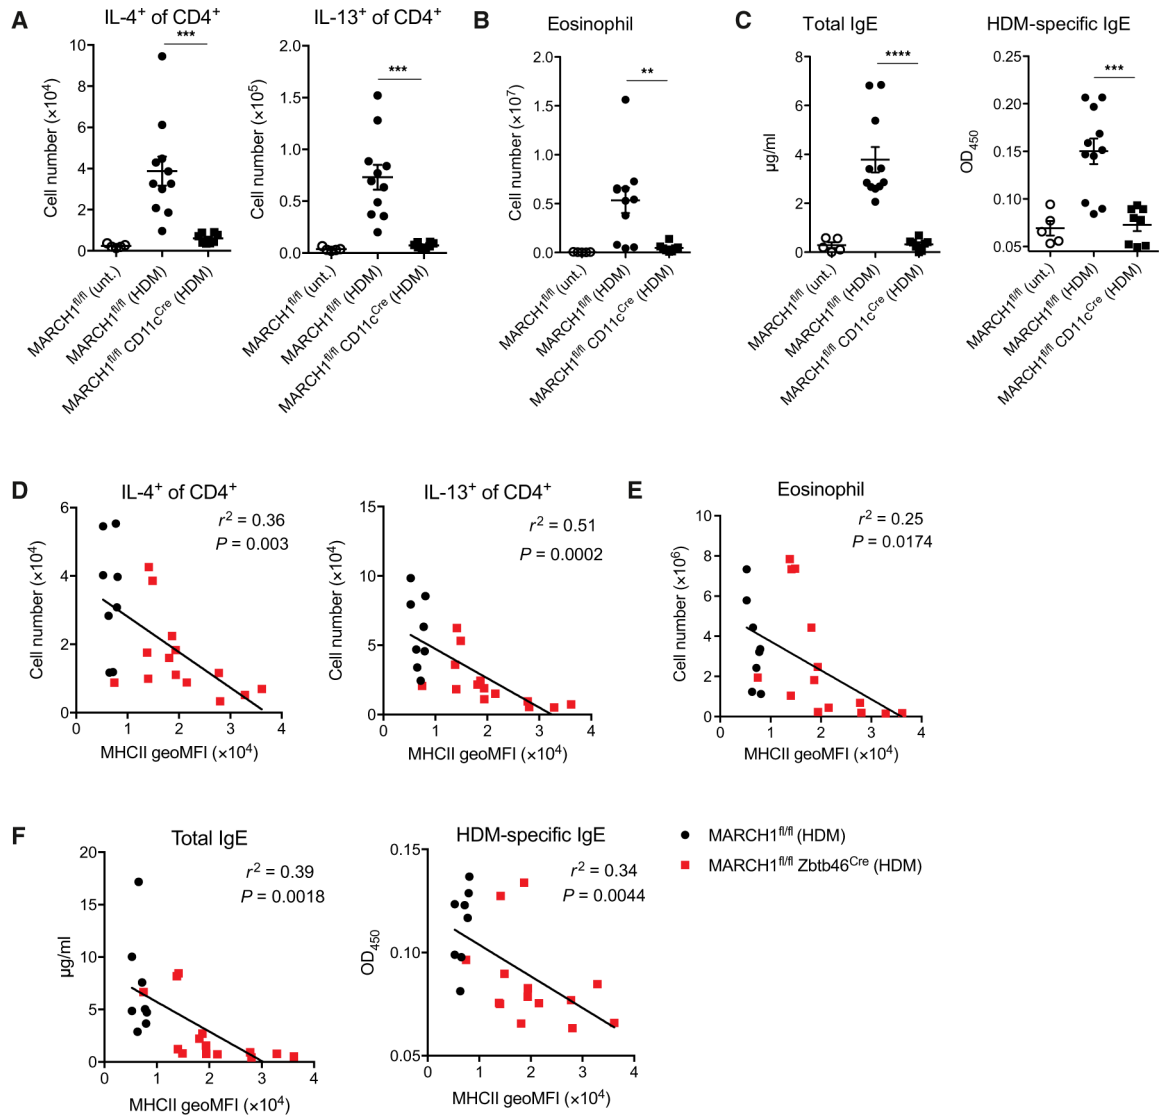 A
IL-4+ of CD4+
***
Cell number (×10⁴)
10
8
6
4
2
0
MARCH1fl/fl (unt.)
MARCH1fl/fl (HDM)
MARCH1fl/fl CD11cCre (HDM)
IL-13+ of CD4+
***
Cell number (×10⁵)
2.0
1.5
1.0
0.5
0.0
MARCH1fl/fl (unt.)
MARCH1fl/fl (HDM)
MARCH1fl/fl CD11cCre (HDM)
B
Eosinophil
**
Cell number (×10⁷)
2.0
1.5
1.0
0.5
0.0
MARCH1fl/fl (unt.)
MARCH1fl/fl (HDM)
MARCH1fl/fl CD11cCre (HDM)
C
Total IgE
****
µg/ml
8
6
4
2
0
MARCH1fl/fl (unt.)
MARCH1fl/fl (HDM)
MARCH1fl/fl CD11cCre (HDM)
HDM-specific IgE
***
OD450
0.25
0.20
0.15
0.10
0.05
MARCH1fl/fl (unt.)
MARCH1fl/fl (HDM)
MARCH1fl/fl CD11cCre (HDM)
D
IL-4+ of CD4+
r² = 0.36
P = 0.003
Cell number (×10⁴)
6
4
2
0
0 1 2 3 4
MHCII geoMFI (×10⁴)
IL-13+ of CD4+
r² = 0.51
P = 0.0002
Cell number (×10⁴)
15
10
5
0
0 1 2 3 4
MHCII geoMFI (×10⁴)
E
Eosinophil
r² = 0.25
P = 0.0174
Cell number (×10⁶)
10
8
6
4
2
0
0 1 2 3 4
MHCII geoMFI (×10⁴)
F
Total IgE
r² = 0.39
P = 0.0018
µg/ml
20
15
10
5
0
0 1 2 3 4
MHCII geoMFI (×10⁴)
HDM-specific IgE
r² = 0.34
P = 0.0044
OD450
0.15
0.10
0.05
0 1 2 3 4
MHCII geoMFI (×10⁴)
MARCH1fl/fl (HDM)
MARCH1fl/fl Zbtb46Cre (HDM)